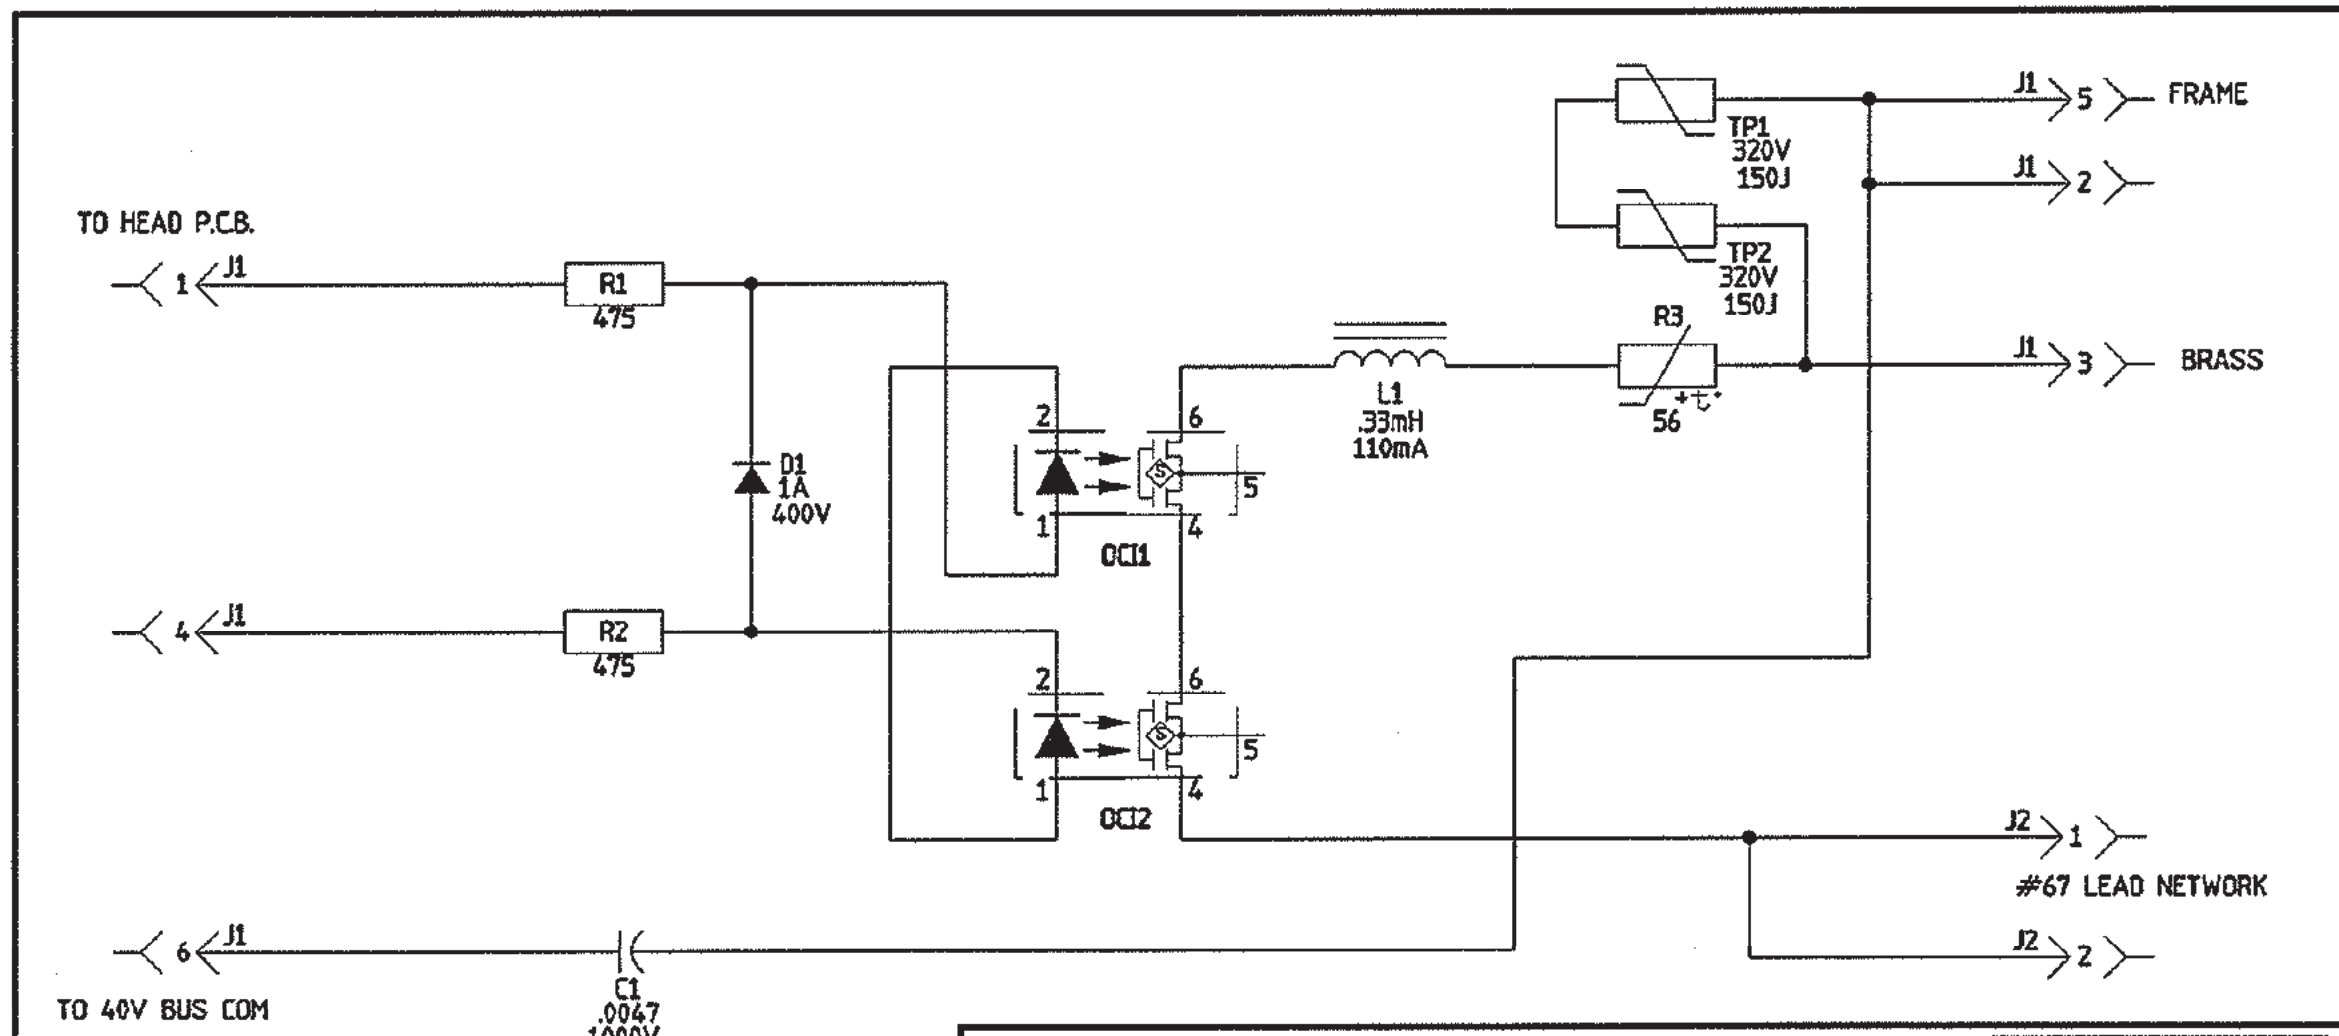 J1
5
FRAME
TP1
320V
150J
J1
2
TO HEAD P.C.B.
1
J1
R1
475
TP2
320V
150J
R3
+t°
56
J1
3
BRASS
L1
.33mH
110mA
2
6
S
5
1
4
OCI1
D1
1A
400V
4
J1
R2
475
2
6
S
5
1
4
OCI2
J2
1
#67 LEAD NETWORK
6
J1
J2
2
C1
.0047
1000V
TO 40V BUS COM